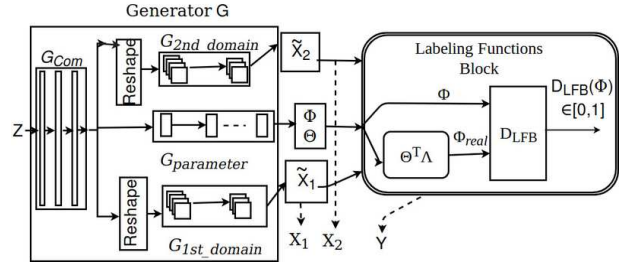 Generator G
G_Com
Reshape
G_2nd_domain
X̃_2
Labeling Functions
Block
D_LFB(Φ)
∈[0,1]
Z
Φ
Θ
G_parameter
Φ
Φ_real
Θ^T Λ
D_LFB
Reshape
G_1st_domain
X̃_1
X_1
X_2
Y